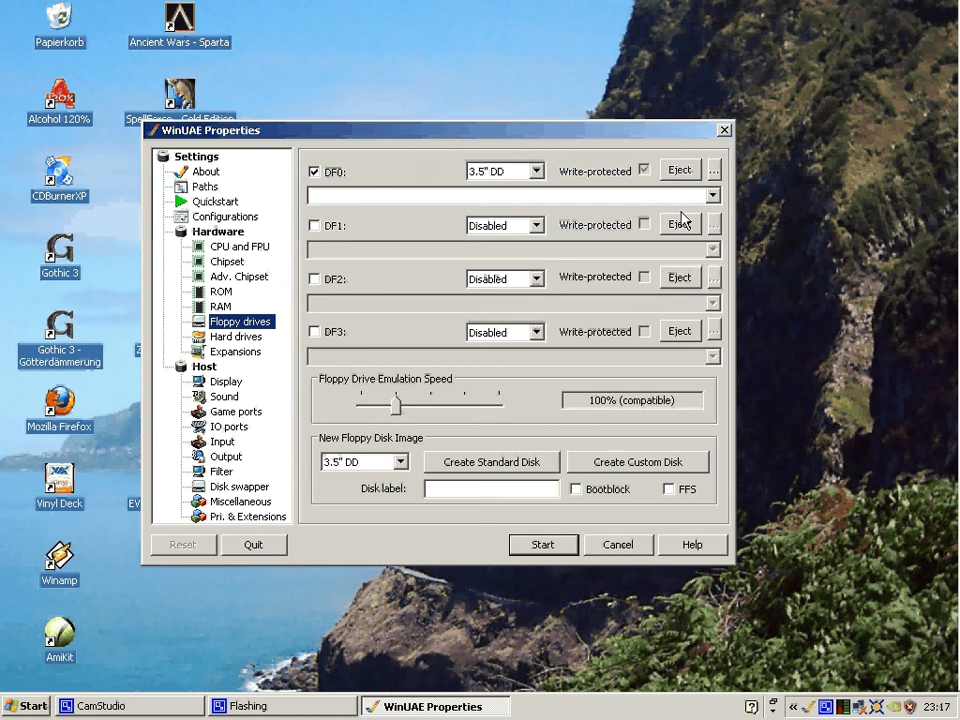 Papierkorb
Ancient Wars - Sparta
Alcohol 120%
CDBurnerXP
Gothic 3
Gothic 3 -
Götterdämmerung
Mozilla Firefox
Vinyl Deck
Winamp
AmiKit
WinUAE Properties
Settings
About
Paths
Quickstart
Configurations
Hardware
CPU and FPU
Chipset
Adv. Chipset
ROM
RAM
Floppy drives
Hard drives
Expansions
Host
Display
Sound
Game ports
IO ports
Input
Output
Filter
Disk swapper
Miscellaneous
Pri. & Extensions
DF0: 3.5" DD Write-protected Eject ...
DF1: Disabled Write-protected Eject ...
DF2: Disabled Write-protected Eject ...
DF3: Disabled Write-protected Eject ...
Floppy Drive Emulation Speed
100% (compatible)
New Floppy Disk Image
3.5" DD Create Standard Disk Create Custom Disk
Disk label: Bootblock FFS
Reset Quit Start Cancel Help
Start CamStudio Flashing WinUAE Properties 23:17